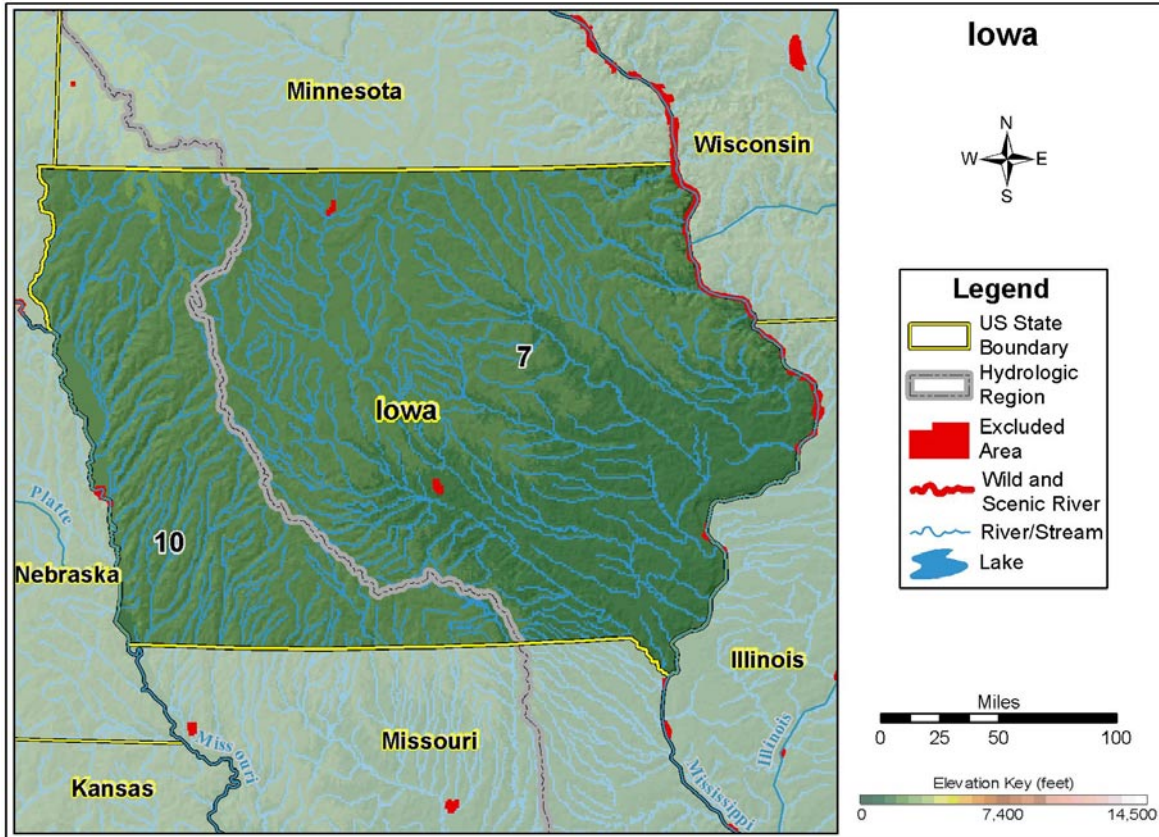 Iowa
Minnesota
Wisconsin
N
W E
S
7
Iowa
Platte
10
Nebraska
Illinois
Missouri
Missouri
Kansas
Mississippi
Illinois
Legend
US State
Boundary
Hydrologic
Region
Excluded
Area
Wild and
Scenic River
River/Stream
Lake
Miles
0 25 50 100
Elevation Key (feet)
0 7,400 14,500